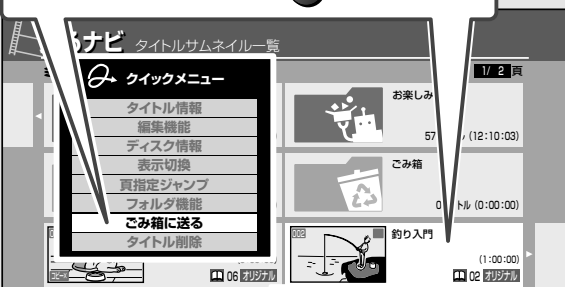 るナビ タイトルサムネイル一覧
1/ 2 頁
クイックメニュー
タイトル情報
編集機能
ディスク情報
表示切換
頁指定ジャンプ
フォルダ機能
ごみ箱に送る
タイトル削除
お楽しみ
57 (12:10:03)
ごみ箱
(0:00:00)
06 オリジナル
002
釣り入門
(1:00:00)
02 オリジナル